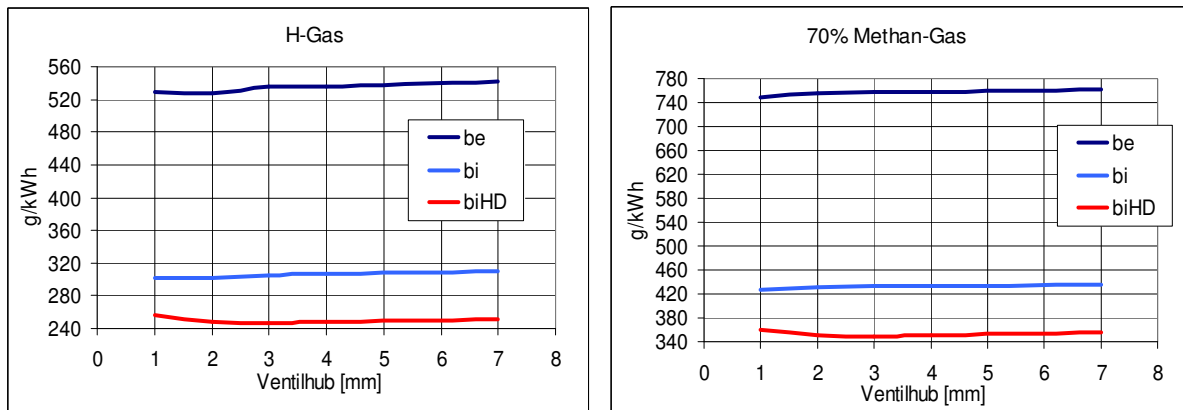 H-Gas
560
520
480
440
400
360
320
280
240
g/kWh
be
bi
biHD
0 1 2 3 4 5 6 7 8
Ventilhub [mm]
70% Methan-Gas
780
740
700
660
620
580
540
500
460
420
380
340
g/kWh
be
bi
biHD
0 1 2 3 4 5 6 7 8
Ventilhub [mm]